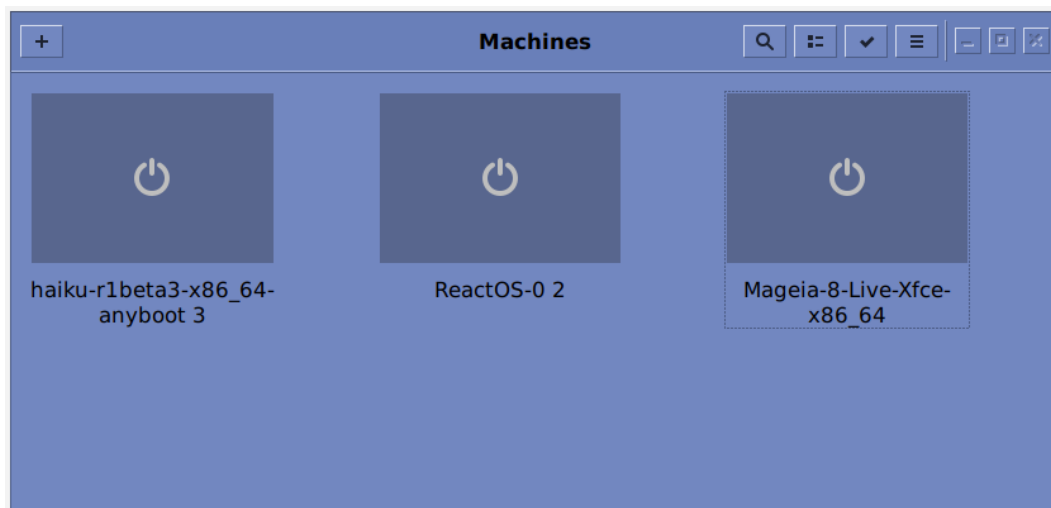 Machines
haiku-r1beta3-x86_64-
anyboot 3
ReactOS-0 2
Mageia-8-Live-Xfce-
x86_64